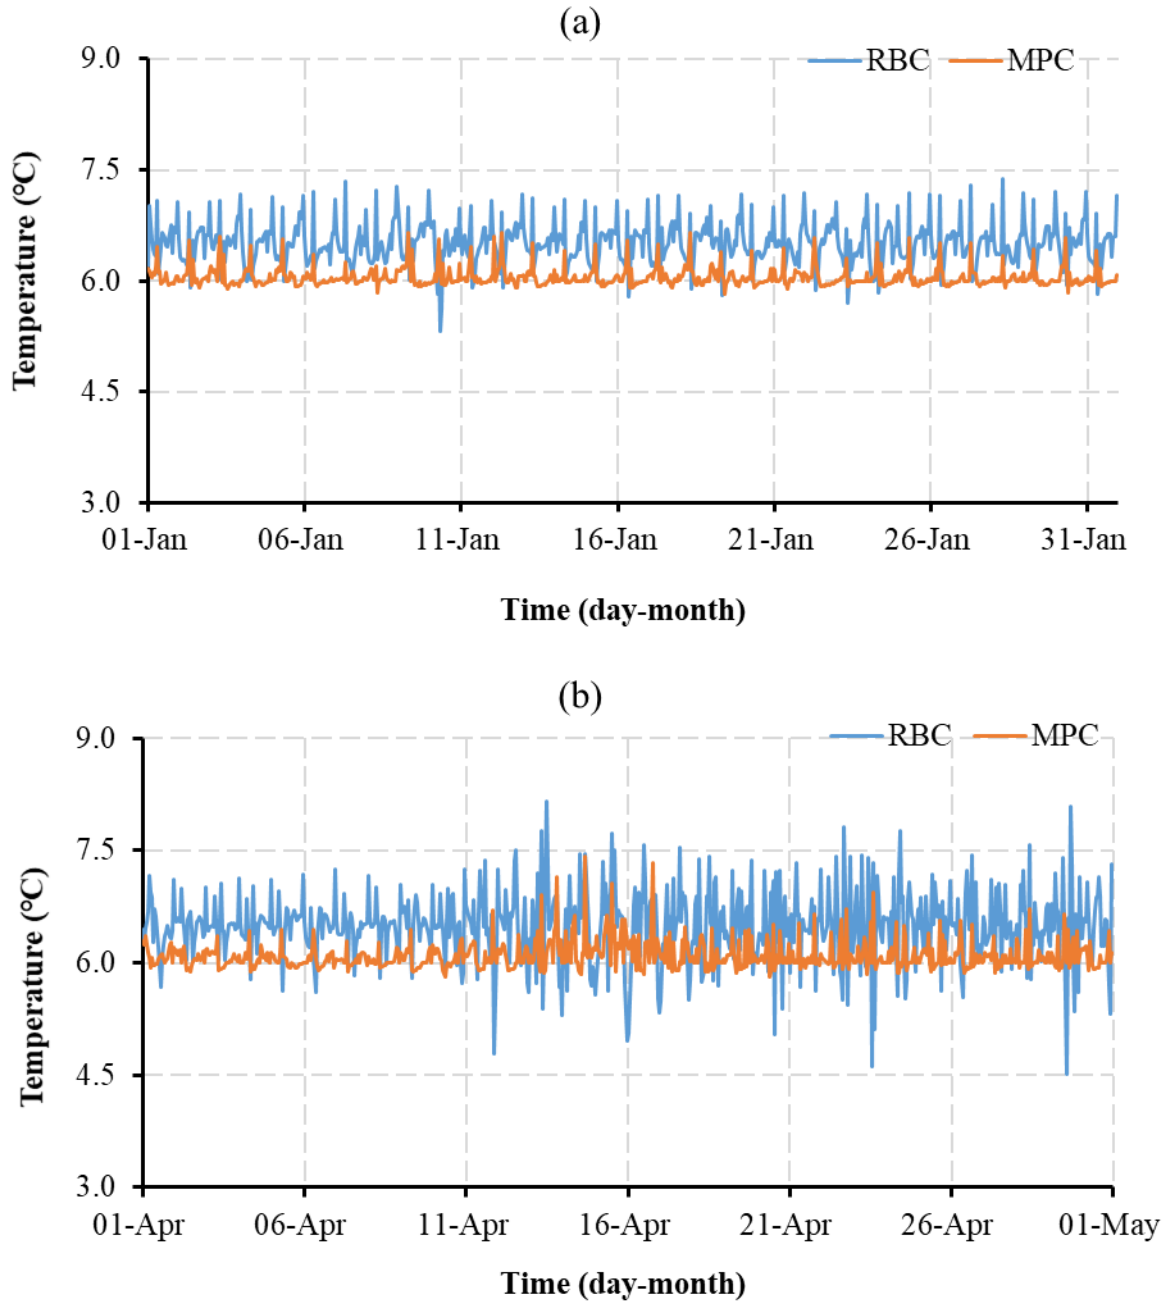 (a)
RBC MPC
9.0
7.5
6.0
4.5
3.0
Temperature (°C)
01-Jan 06-Jan 11-Jan 16-Jan 21-Jan 26-Jan 31-Jan
Time (day-month)
(b)
RBC MPC
9.0
7.5
6.0
4.5
3.0
Temperature (°C)
01-Apr 06-Apr 11-Apr 16-Apr 21-Apr 26-Apr 01-May
Time (day-month)